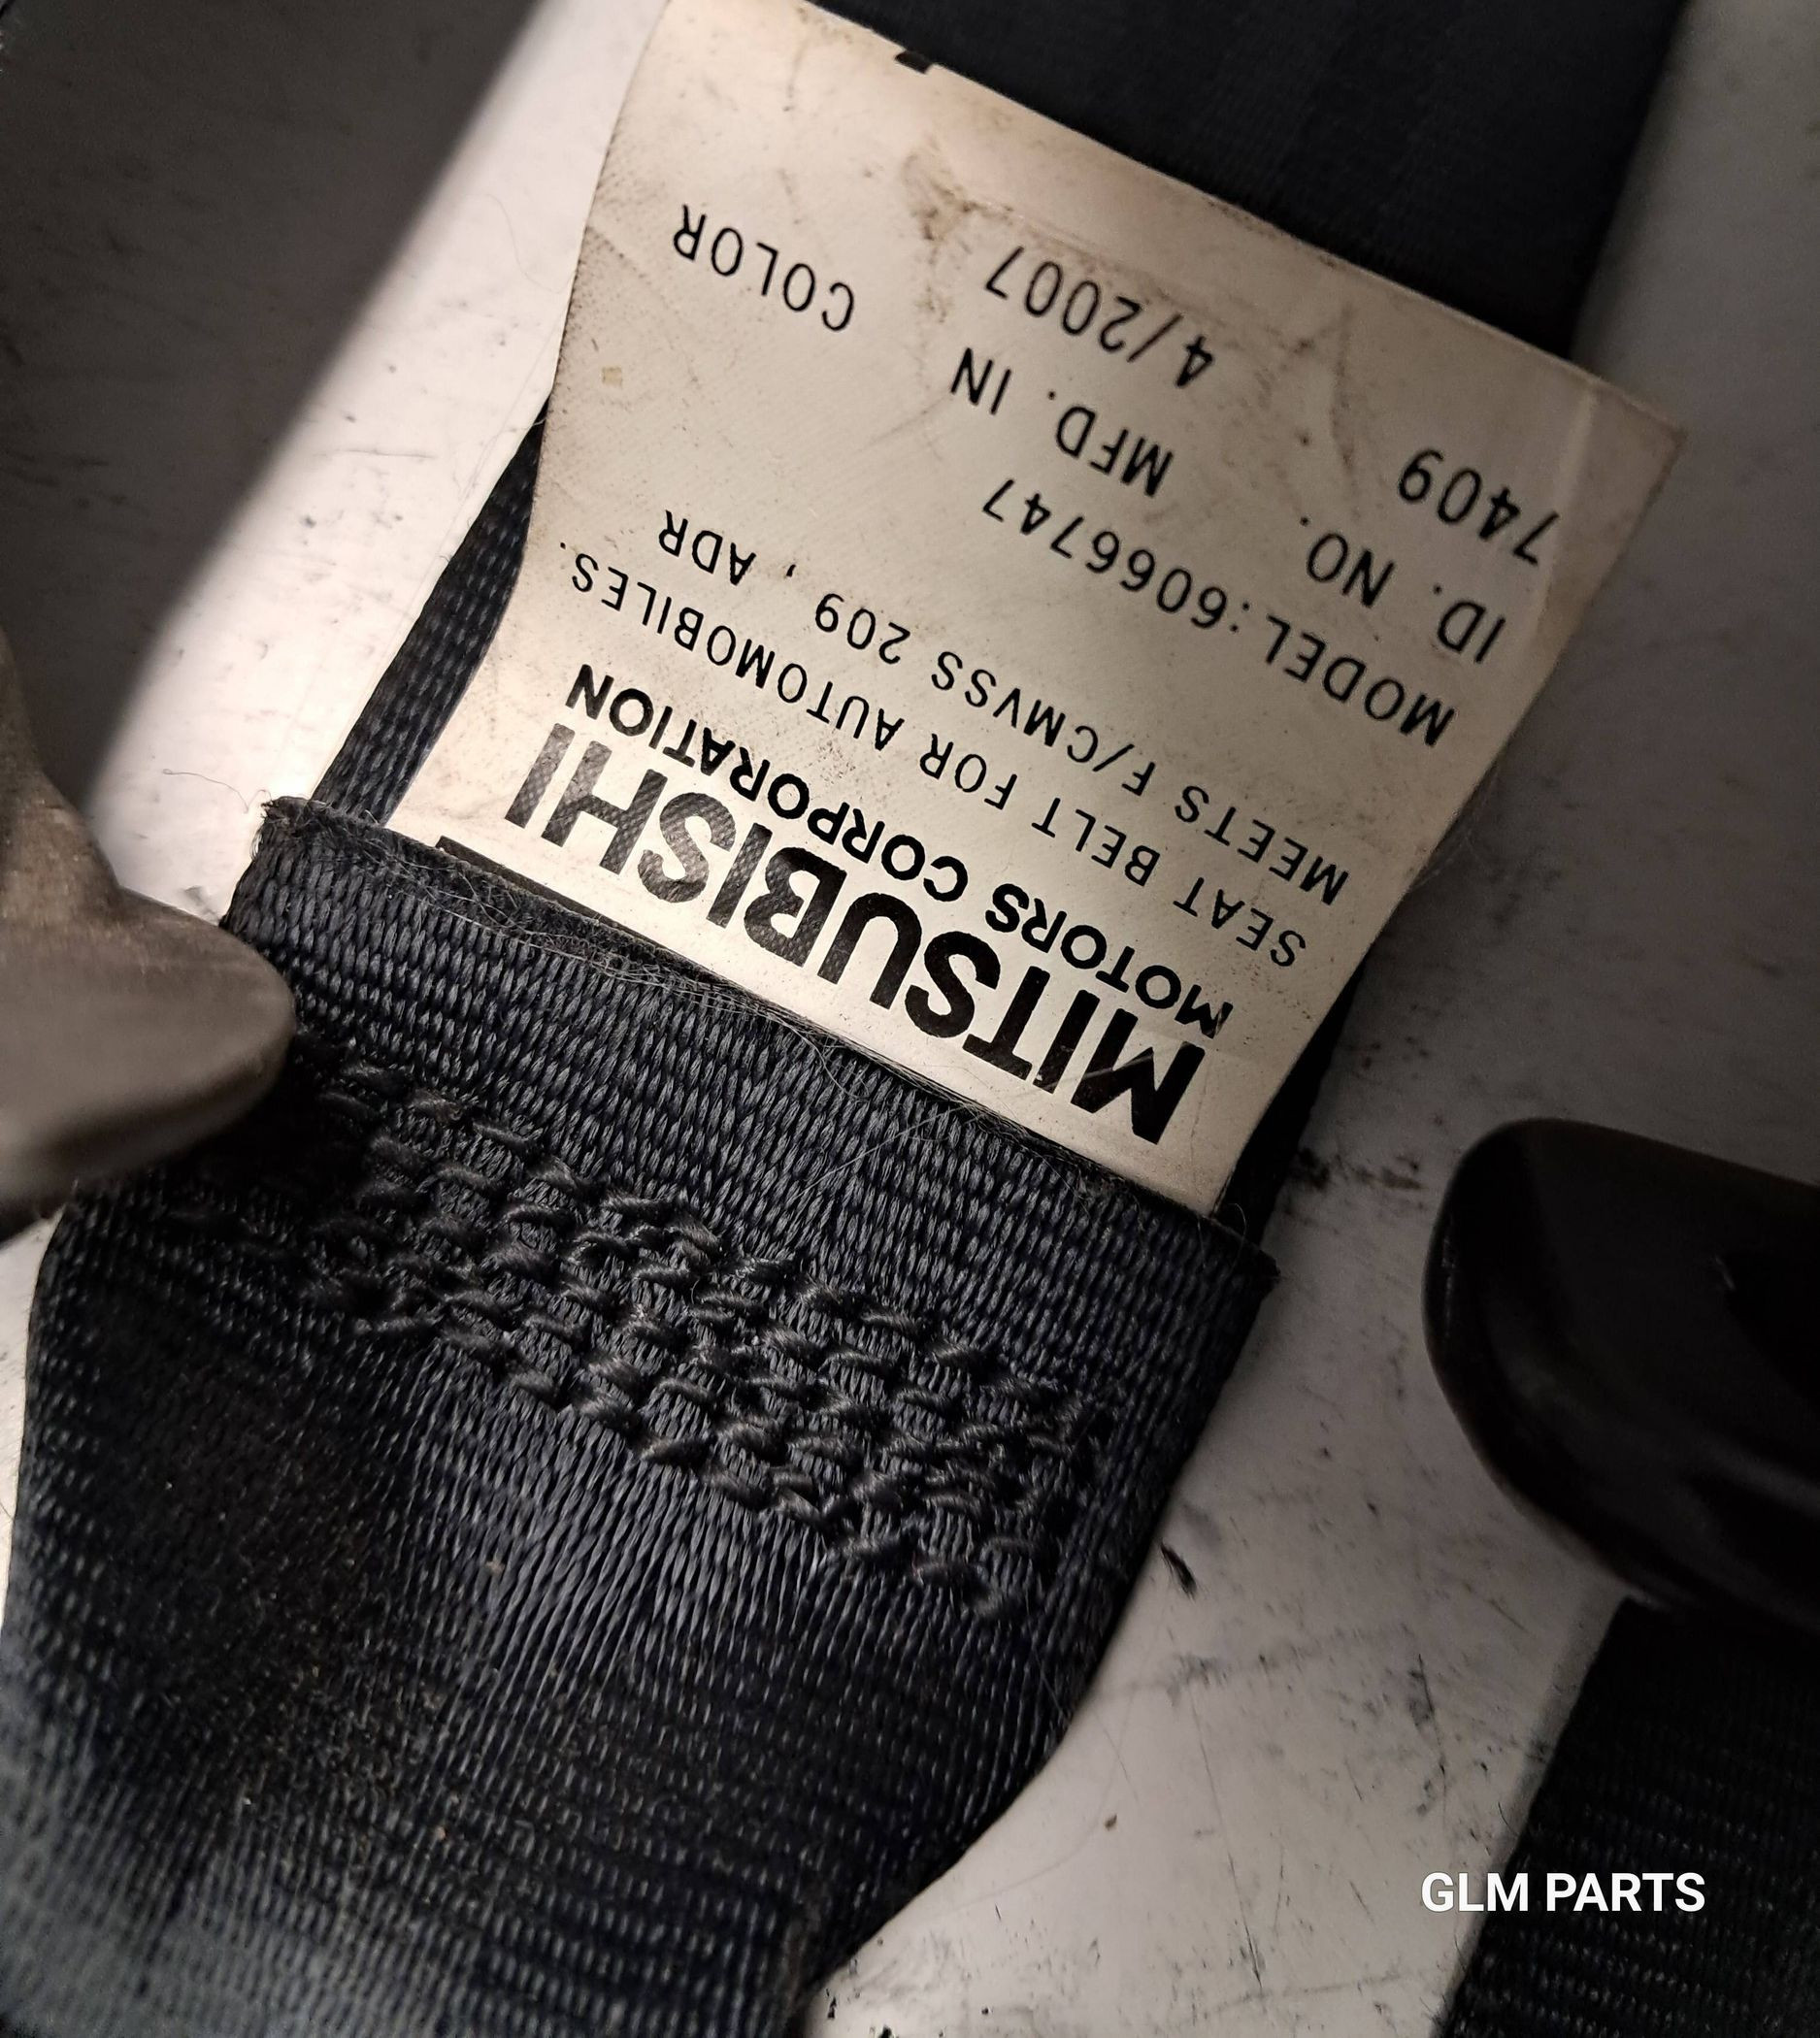 MITSUBISHI
MOTORS CORPORATION
SEAT BELT FOR AUTOMOBILES.
MEETS F/CMVSS 209, ADR
MODEL:6066747
ID. NO. MFD. IN COLOR
7409 4/2007
GLM PARTS